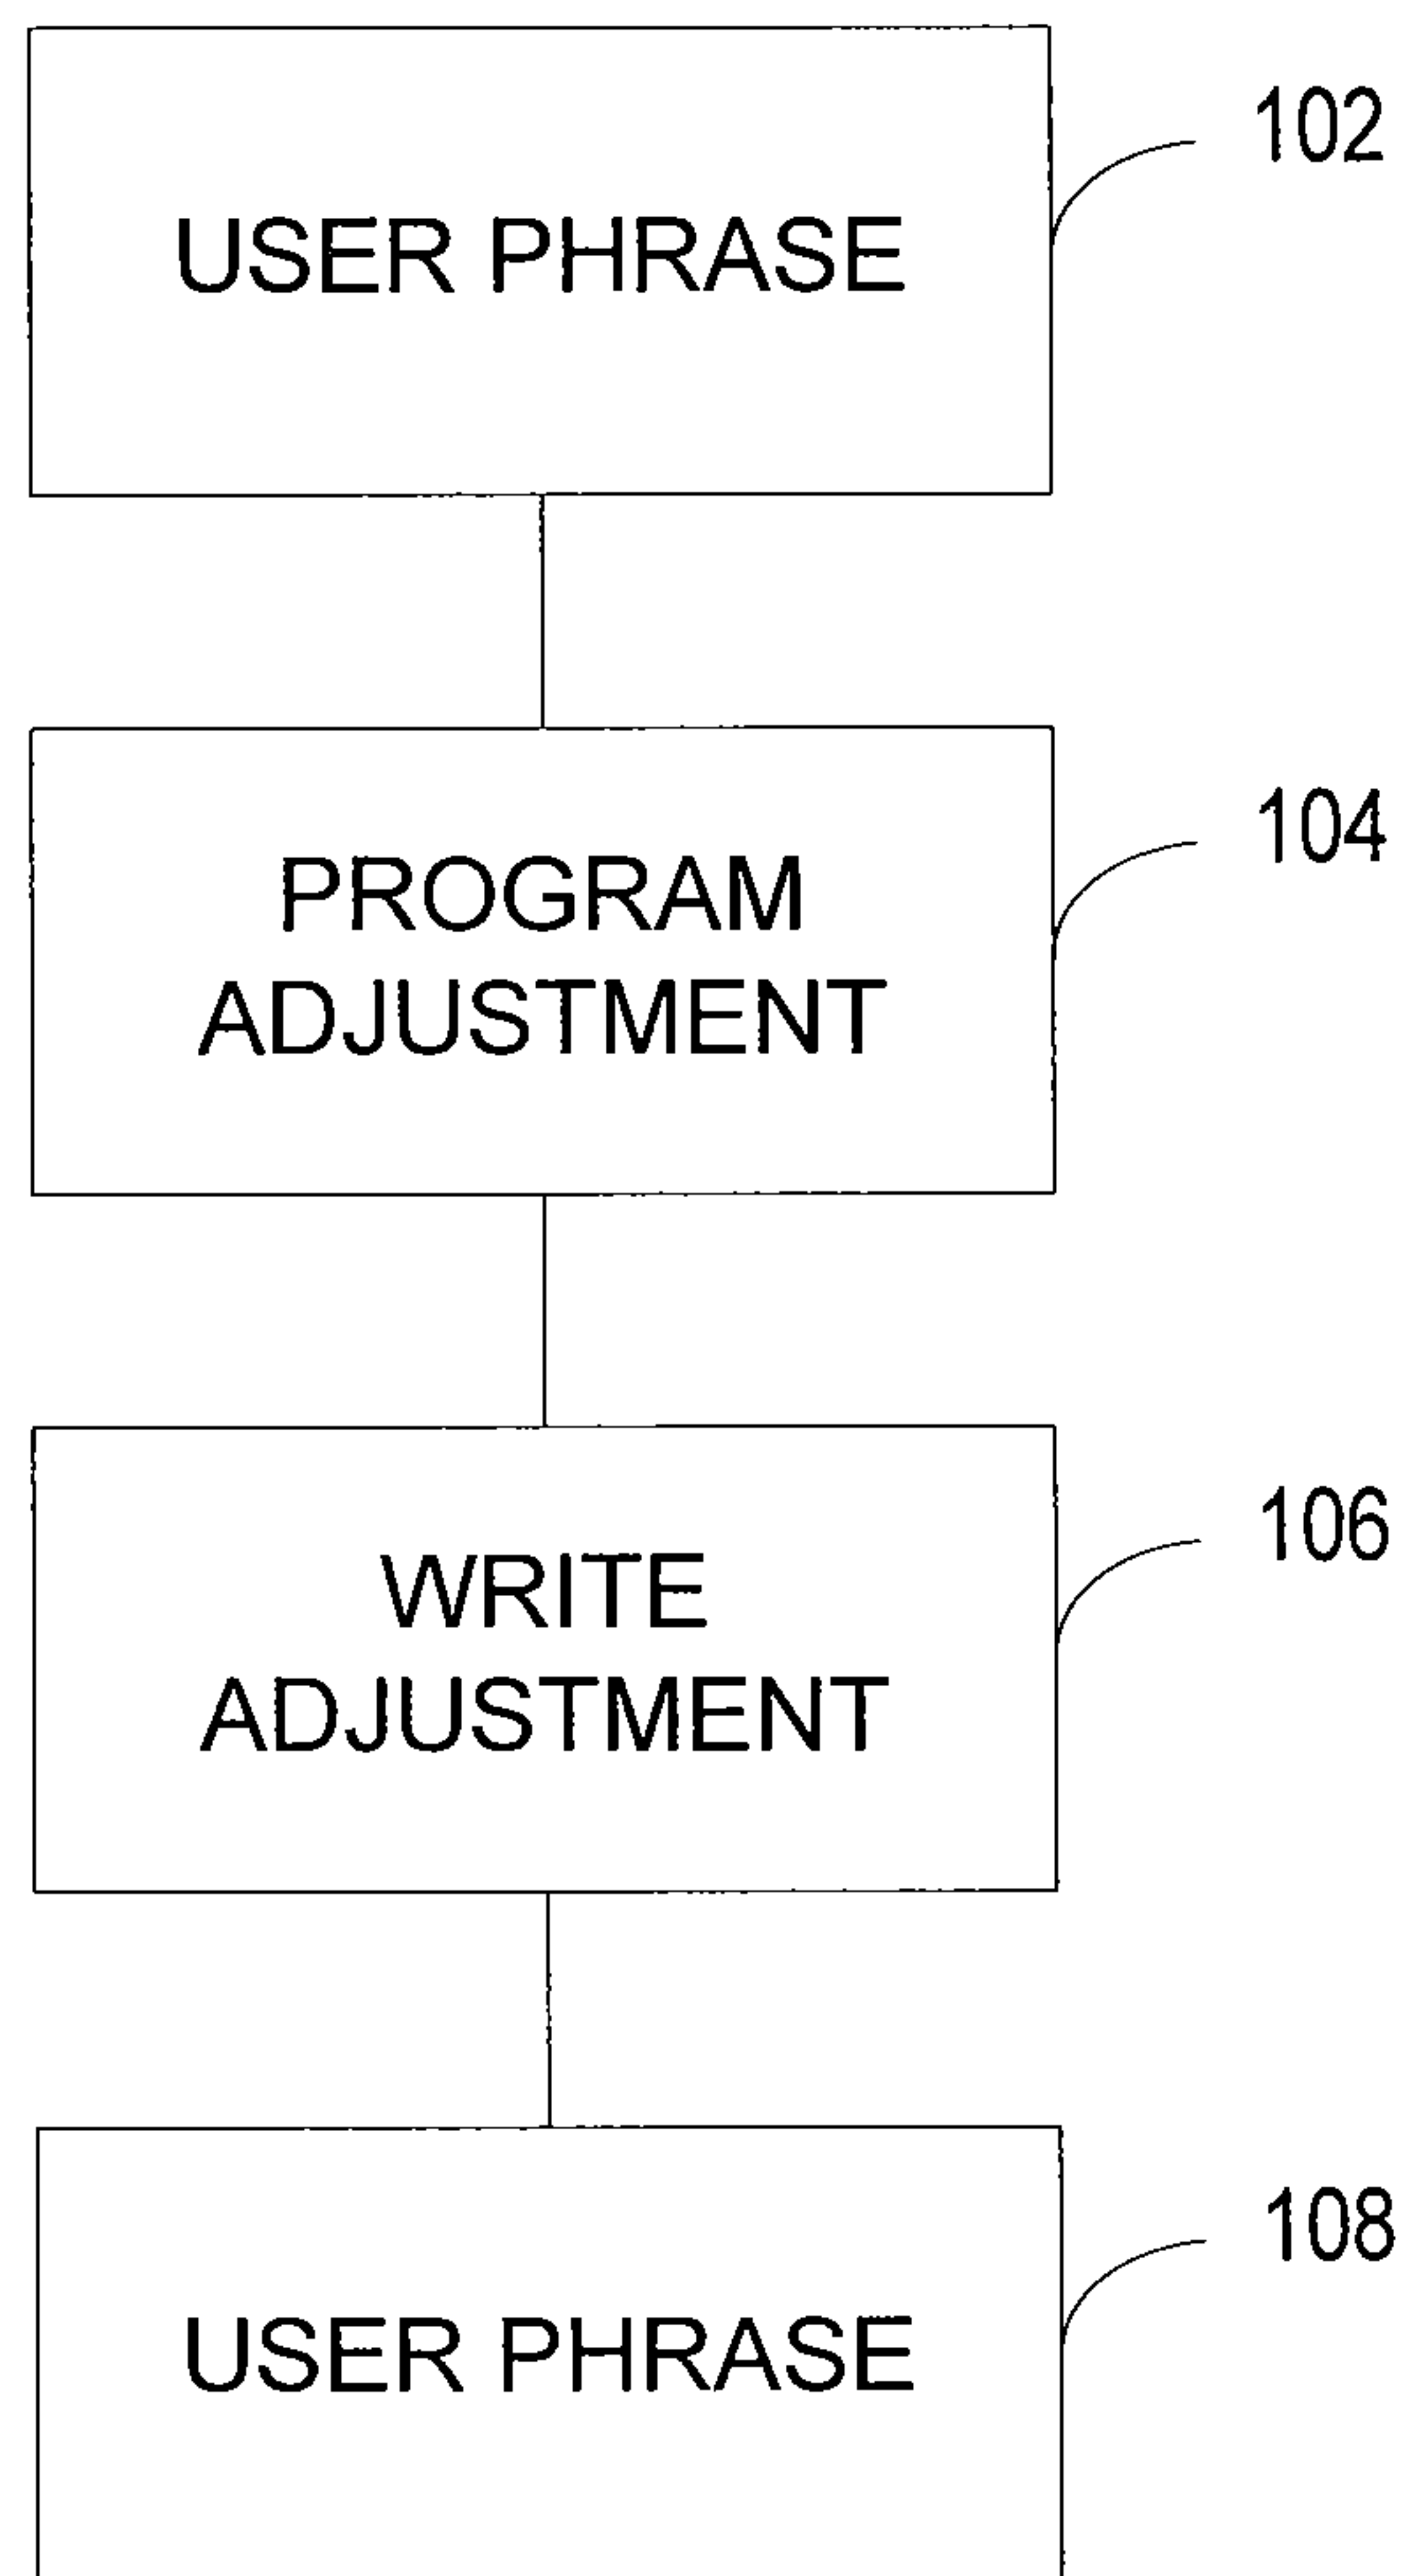 102
USER PHRASE
104
PROGRAM
ADJUSTMENT
106
WRITE
ADJUSTMENT
108
USER PHRASE